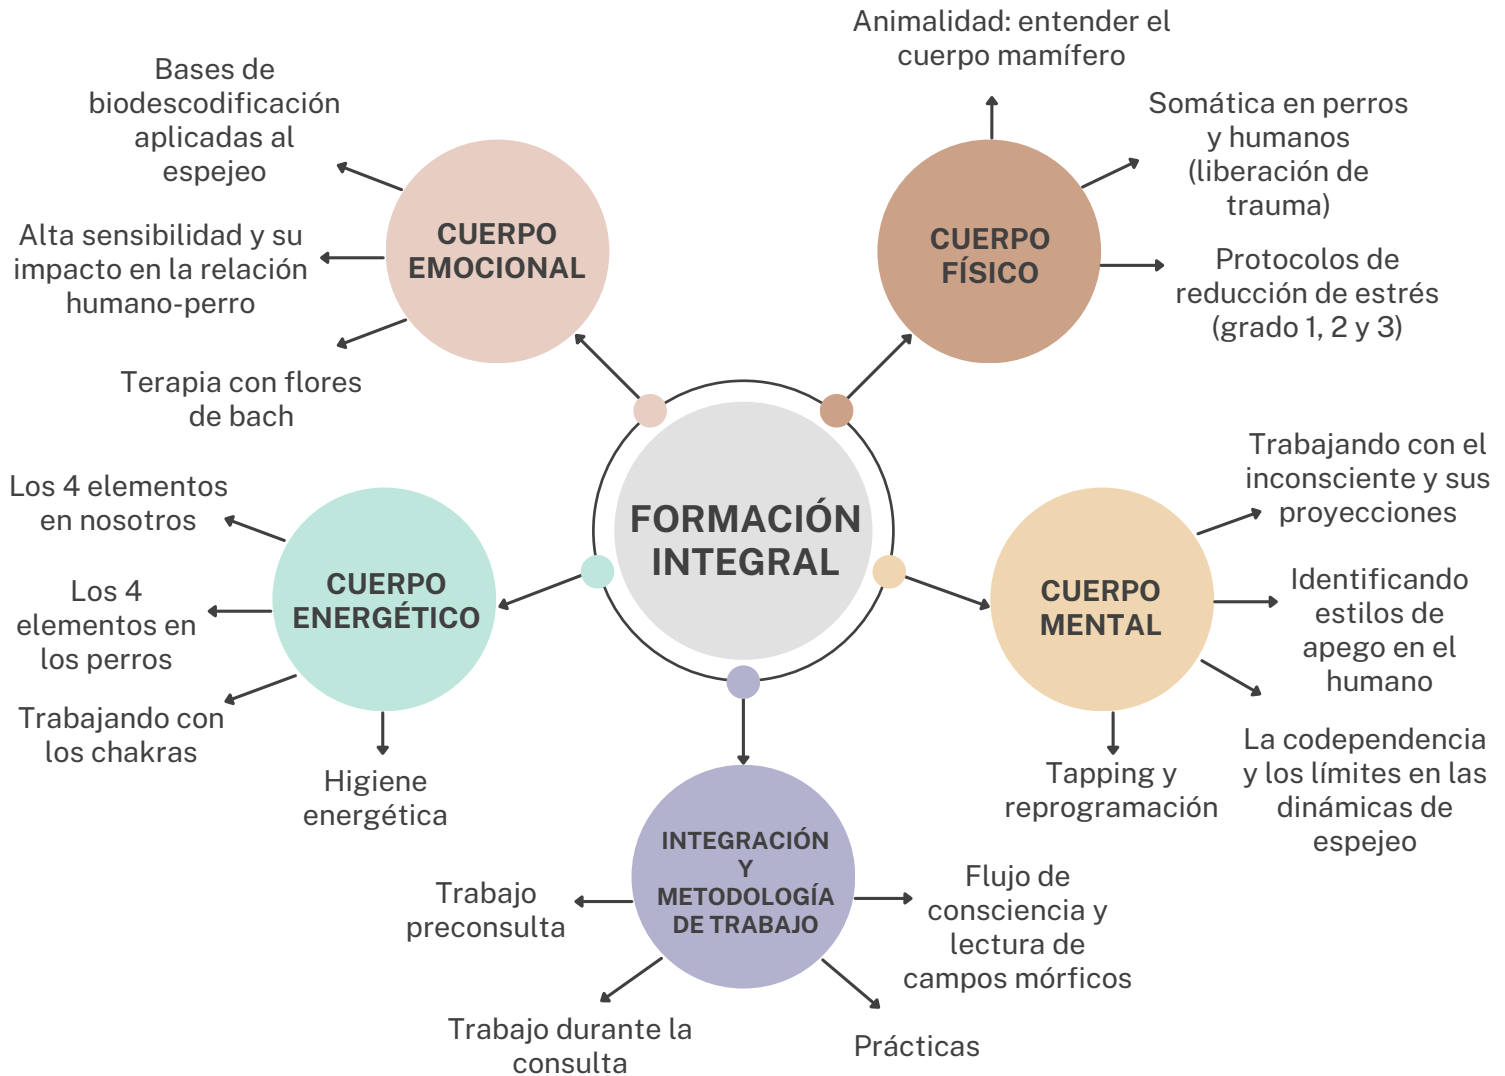 FORMACIÓN
INTEGRAL
CUERPO
EMOCIONAL
Bases de
biodescodificación
aplicadas al
espejeo
Alta sensibilidad y su
impacto en la relación
humano-perro
Terapia con flores
de bach
CUERPO
FÍSICO
Animalidad: entender el
cuerpo mamífero
Somática en perros
y humanos
(liberación de
trauma)
Protocolos de
reducción de estrés
(grado 1, 2 y 3)
CUERPO
MENTAL
Trabajando con el
inconsciente y sus
proyecciones
Identificando
estilos de
apego en el
humano
La codependencia
y los límites en las
dinámicas de
espejeo
Tapping y
reprogramación
INTEGRACIÓN
Y
METODOLOGÍA
DE TRABAJO
Flujo de
consciencia y
lectura de
campos mórficos
Prácticas
Trabajo durante la
consulta
Trabajo
preconsulta
CUERPO
ENERGÉTICO
Los 4 elementos
en nosotros
Los 4
elementos en
los perros
Trabajando con
los chakras
Higiene
energética